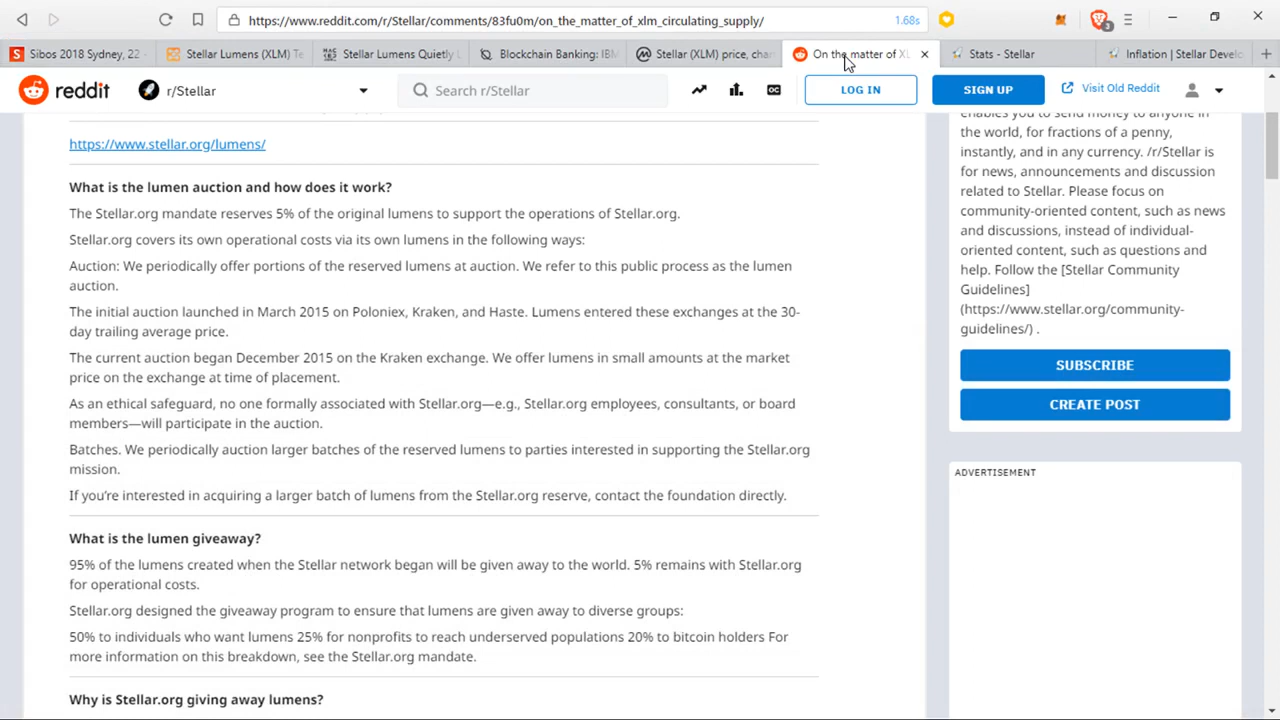 https://www.reddit.com/r/Stellar/comments/83fu0m/on_the_matter_of_xlm_circulating_supply/ 1.68s 3
Sibos 2018 Sydney, 22 - Stellar Lumens (XLM) Te Stellar Lumens Quietly L Blockchain Banking: IBM Stellar (XLM) price, char On the matter of XL Stats - Stellar Inflation | Stellar Develo
reddit r/Stellar Search r/Stellar LOG IN SIGN UP Visit Old Reddit
https://www.stellar.org/lumens/
What is the lumen auction and how does it work?
The Stellar.org mandate reserves 5% of the original lumens to support the operations of Stellar.org.
Stellar.org covers its own operational costs via its own lumens in the following ways:
Auction: We periodically offer portions of the reserved lumens at auction. We refer to this public process as the lumen
auction.
The initial auction launched in March 2015 on Poloniex, Kraken, and Haste. Lumens entered these exchanges at the 30-
day trailing average price.
The current auction began December 2015 on the Kraken exchange. We offer lumens in small amounts at the market
price on the exchange at time of placement.
As an ethical safeguard, no one formally associated with Stellar.org—e.g., Stellar.org employees, consultants, or board
members—will participate in the auction.
Batches. We periodically auction larger batches of the reserved lumens to parties interested in supporting the Stellar.org
mission.
If you’re interested in acquiring a larger batch of lumens from the Stellar.org reserve, contact the foundation directly.
What is the lumen giveaway?
95% of the lumens created when the Stellar network began will be given away to the world. 5% remains with Stellar.org
for operational costs.
Stellar.org designed the giveaway program to ensure that lumens are given away to diverse groups:
50% to individuals who want lumens 25% for nonprofits to reach underserved populations 20% to bitcoin holders For
more information on this breakdown, see the Stellar.org mandate.
Why is Stellar.org giving away lumens?
enables you to send money to anyone in
the world, for fractions of a penny,
instantly, and in any currency. /r/Stellar is
for news, announcements and discussion
related to Stellar. Please focus on
community-oriented content, such as news
and discussions, instead of individual-
oriented content, such as questions and
help. Follow the [Stellar Community
Guidelines]
(https://www.stellar.org/community-
guidelines/) .
SUBSCRIBE
CREATE POST
ADVERTISEMENT